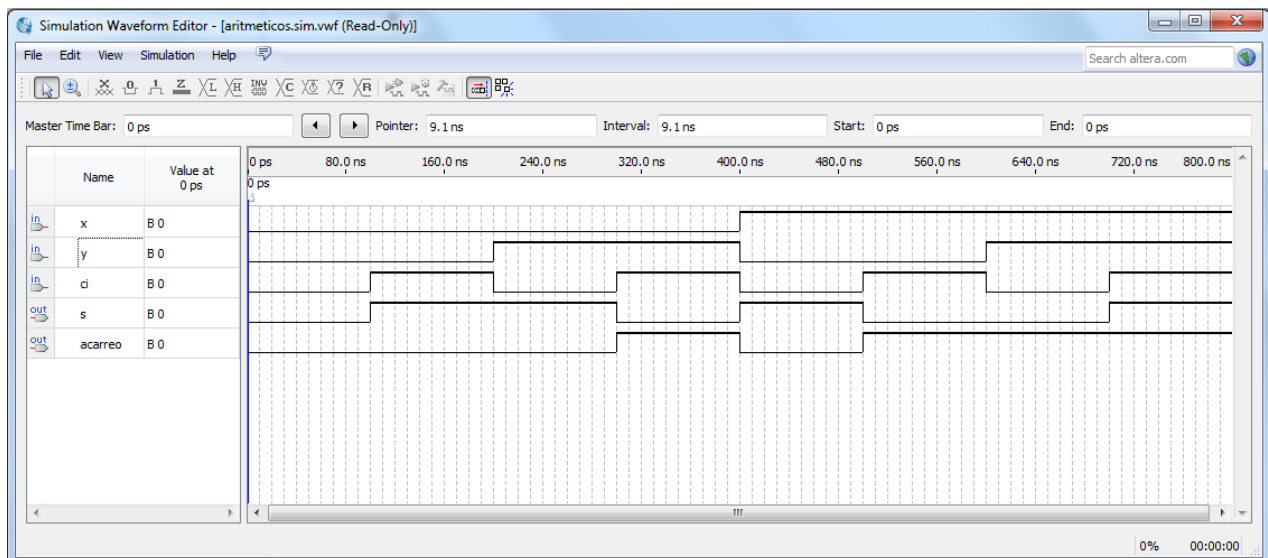 Simulation Waveform Editor - [aritmeticos.sim.vwf (Read-Only)]
File Edit View Simulation Help
Search altera.com
Master Time Bar: 0 ps Pointer: 9.1 ns Interval: 9.1 ns Start: 0 ps End: 0 ps
Name Value at 0 ps
0 ps 80.0 ns 160.0 ns 240.0 ns 320.0 ns 400.0 ns 480.0 ns 560.0 ns 640.0 ns 720.0 ns 800.0 ns
0 ps
in x B 0
in y B 0
in ci B 0
out s B 0
out acarreo B 0
0% 00:00:00